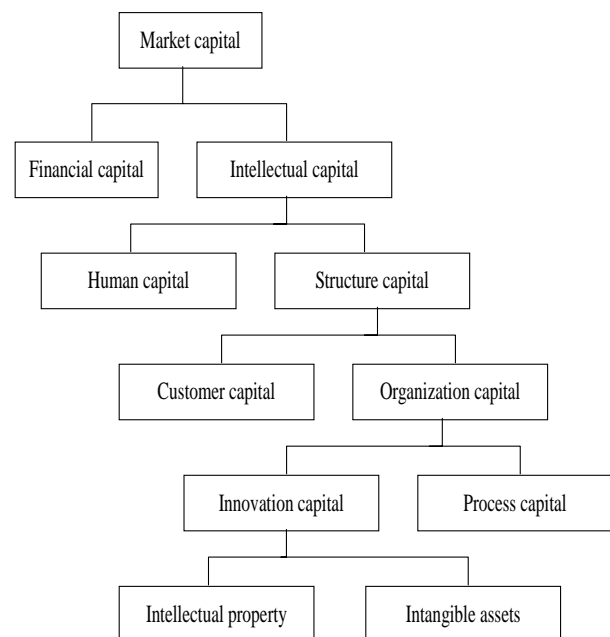 Market capital
Financial capital
Intellectual capital
Human capital
Structure capital
Customer capital
Organization capital
Innovation capital
Process capital
Intellectual property
Intangible assets